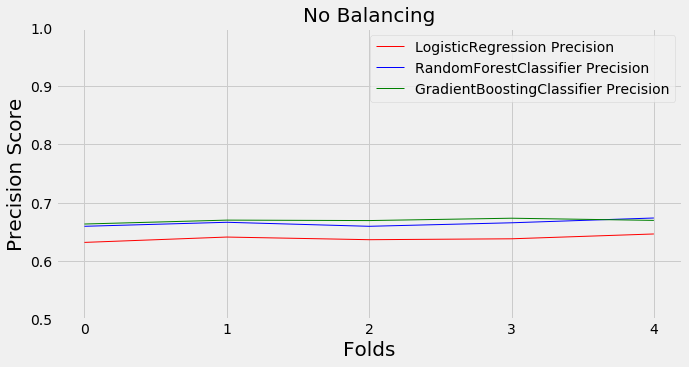 No Balancing
LogisticRegression Precision
RandomForestClassifier Precision
GradientBoostingClassifier Precision
Precision Score
1.0
0.9
0.8
0.7
0.6
0.5
0 1 2 3 4
Folds